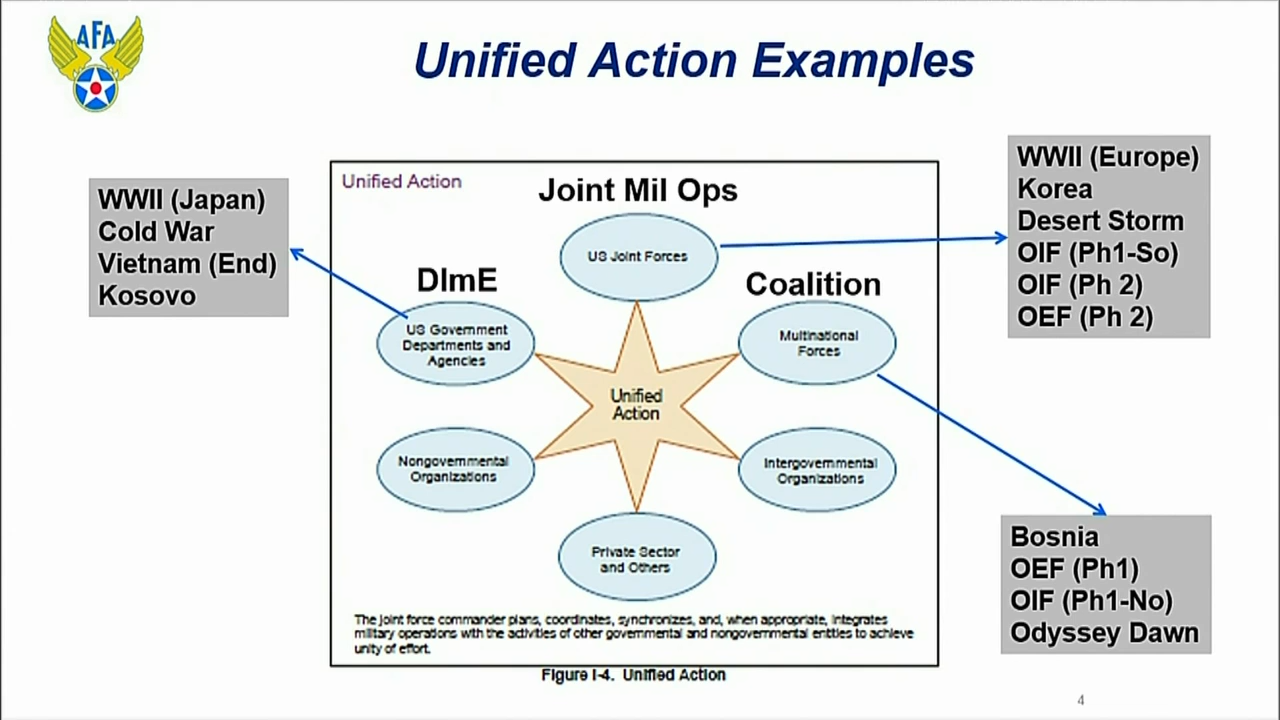 AFA
Unified Action Examples
WWII (Japan)
Cold War
Vietnam (End)
Kosovo
Unified Action
Joint Mil Ops
US Joint Forces
DImE
US Government
Departments and
Agencies
Coalition
Multinational
Forces
Unified
Action
Nongovernmental
Organizations
Intergovernmental
Organizations
Private Sector
and Others
The joint force commander plans, coordinates, synchronizes, and, when appropriate, integrates
military operations with the activities of other governmental and nongovernmental entities to achieve
unity of effort.
Figure I-4. Unified Action
WWII (Europe)
Korea
Desert Storm
OIF (Ph1-So)
OIF (Ph 2)
OEF (Ph 2)
Bosnia
OEF (Ph1)
OIF (Ph1-No)
Odyssey Dawn
4